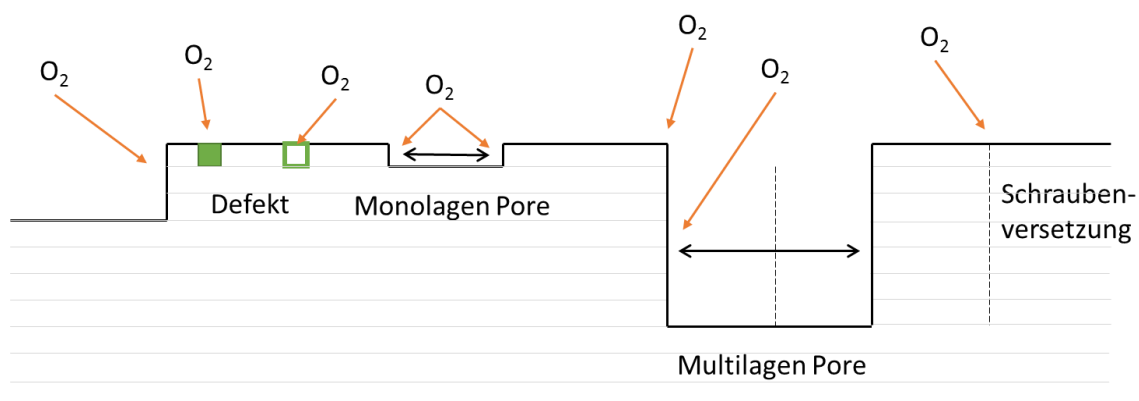 O₂
O₂
O₂
O₂
O₂
O₂
O₂
Defekt
Monolagen Pore
Schrauben-
versetzung
Multilagen Pore